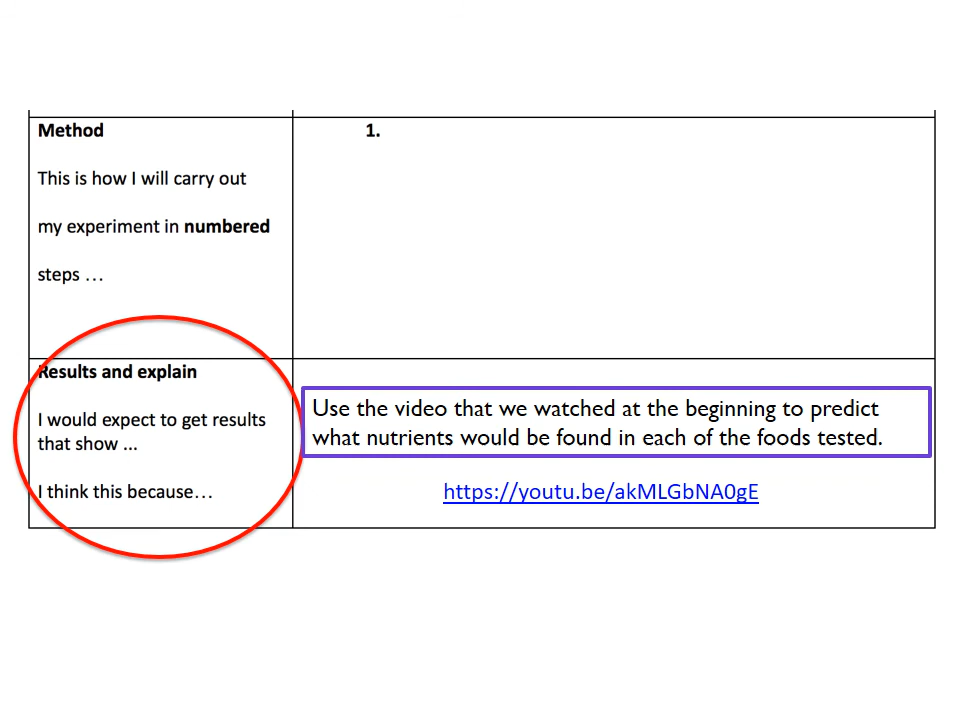 Method
This is how I will carry out
my experiment in numbered
steps …
1.
Results and explain
I would expect to get results
that show ...
I think this because…
Use the video that we watched at the beginning to predict
what nutrients would be found in each of the foods tested.
https://youtu.be/akMLGbNA0gE